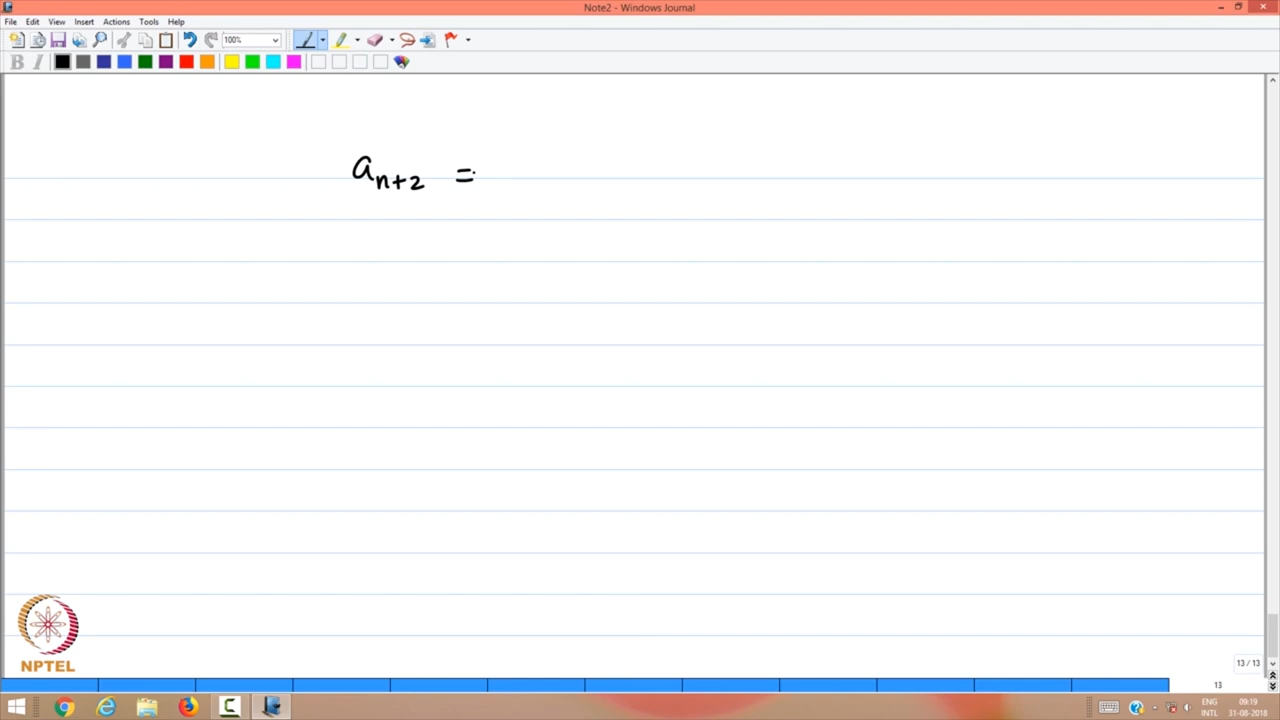 Note2 - Windows Journal
File Edit View Insert Actions Tools Help
100%
B I
a_{n+2} =
NPTEL
13 / 13
13
ENG 09:19
INTL 31-08-2018